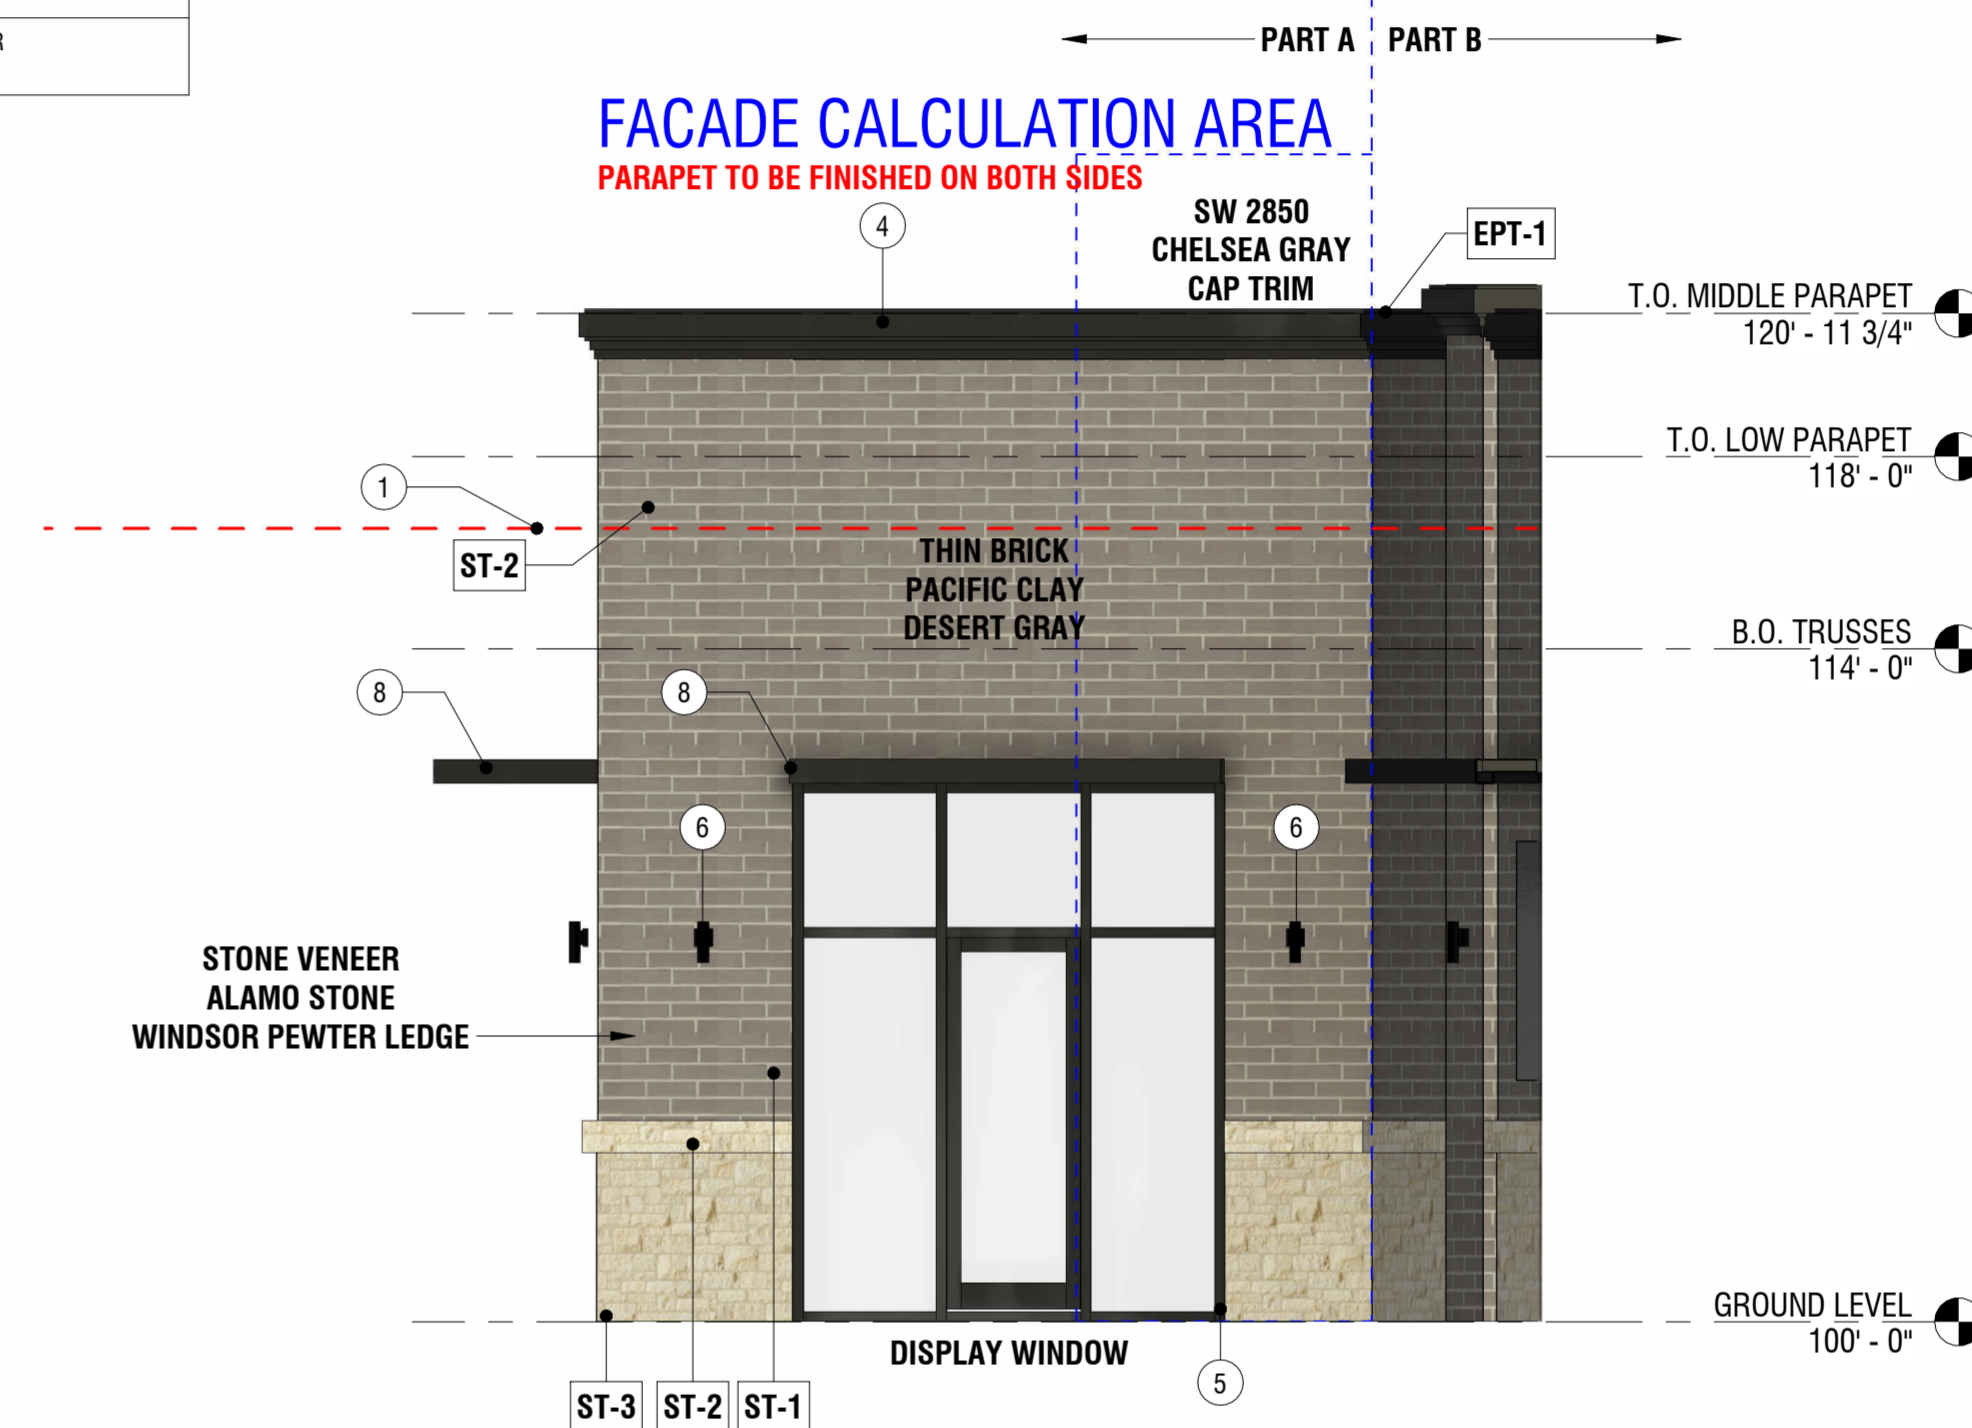 R
PART A
PART B
FACADE CALCULATION AREA
PARAPET TO BE FINISHED ON BOTH SIDES
4
SW 2850
CHELSEA GRAY
CAP TRIM
EPT-1
T.O. MIDDLE PARAPET
120' - 11 3/4"
T.O. LOW PARAPET
118' - 0"
1
ST-2
THIN BRICK
PACIFIC CLAY
DESERT GRAY
B.O. TRUSSES
114' - 0"
8
8
6
6
STONE VENEER
ALAMO STONE
WINDSOR PEWTER LEDGE
GROUND LEVEL
100' - 0"
DISPLAY WINDOW
5
ST-3
ST-2
ST-1